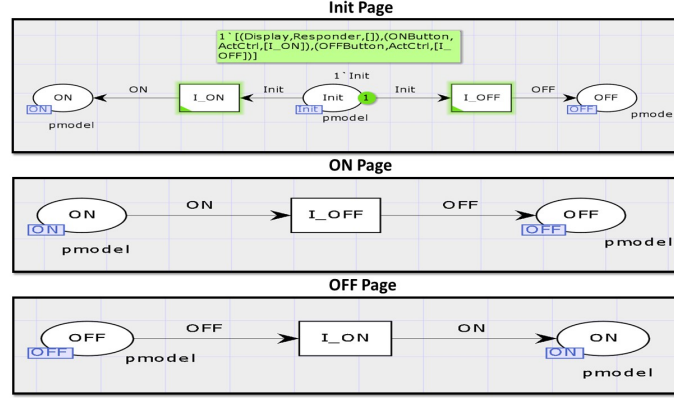 Init Page
1`[(Display,Responder,[]),(ONButton,
ActCtrl,[I_ON]),(OFFButton,ActCtrl,[I_
OFF])]
1`Init
ON
ON
I_ON
Init
Init
1
Init
I_OFF
OFF
OFF
ON
Init
OFF
pmodel
pmodel
pmode
ON Page
ON
ON
I_OFF
OFF
OFF
ON
OFF
pmodel
pmodel
OFF Page
OFF
OFF
I_ON
ON
ON
OFF
ON
pmodel
pmodel